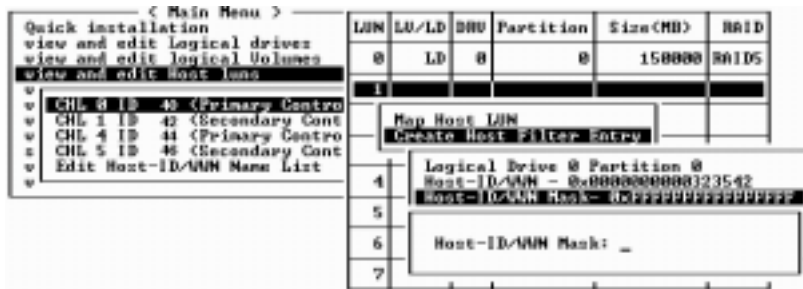 < Main Menu >
Quick installation
view and edit Logical drives
view and edit logical Volumes
view and edit Host luns
v
v CHL 0 ID 40 (Primary Contro
v CHL 1 ID 42 (Secondary Cont
v CHL 4 ID 44 (Primary Contro
s CHL 5 ID 46 (Secondary Cont
v Edit Host-ID/WWN Name List
v
LUN LV/LD DRV Partition Size(MB) RAID
0 LD 0 0 150000 RAID5
1
Map Host LUN
Create Host Filter Entry
Logical Drive 0 Partition 0
4 Host-ID/WWN - 0x0000000000323542
Host-ID/WWN Mask-
5
6 Host-ID/WWN Mask: _
7